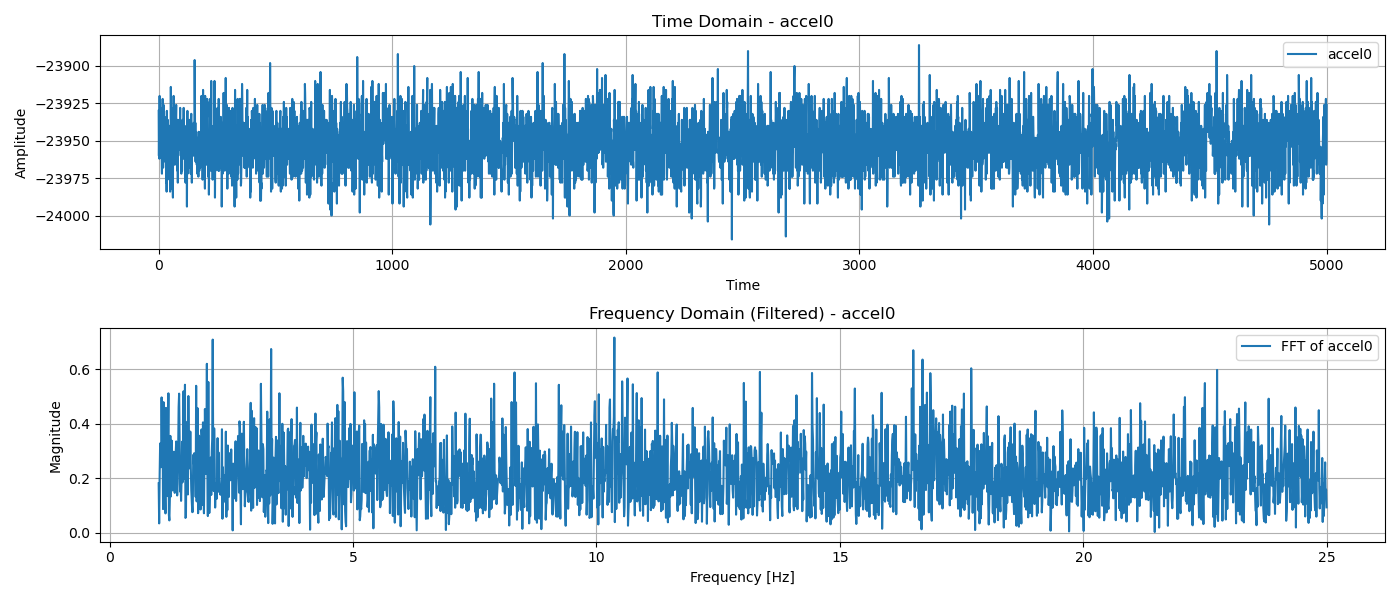 Time Domain - accel0
accel0
−23900
−23925
−23950
−23975
−24000
Amplitude
0 1000 2000 3000 4000 5000
Time
Frequency Domain (Filtered) - accel0
FFT of accel0
0.6
0.4
0.2
0.0
Magnitude
0 5 10 15 20 25
Frequency [Hz]